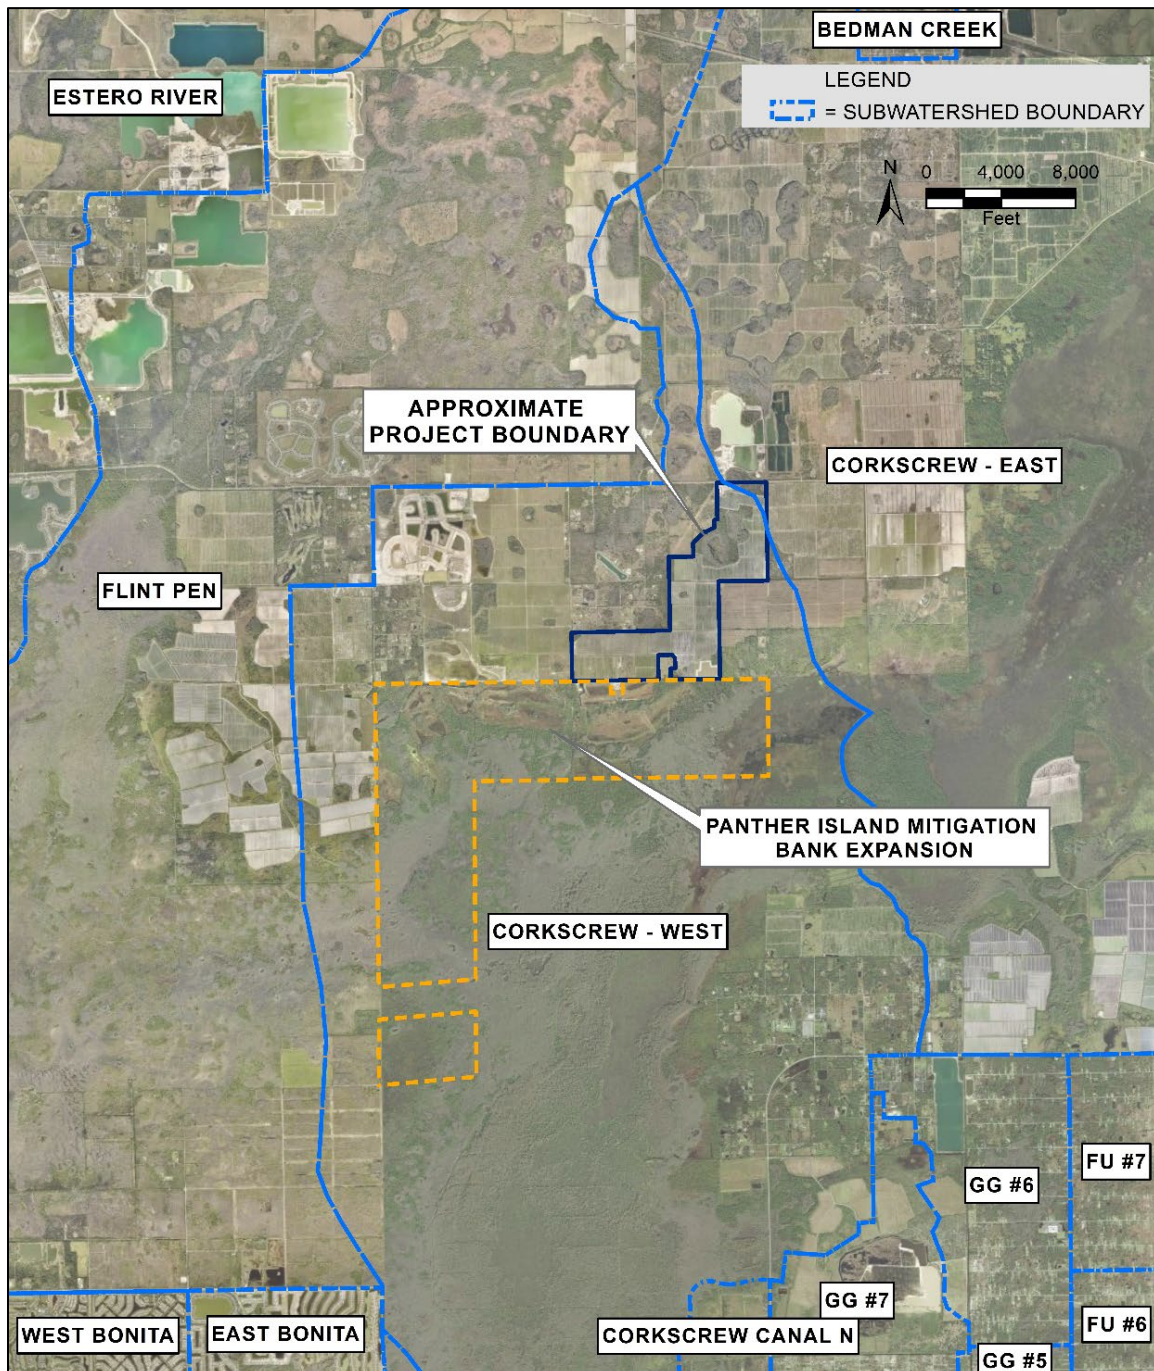 BEDMAN CREEK
LEGEND
= SUBWATERSHED BOUNDARY
ESTERO RIVER
N
0 4,000 8,000
Feet
APPROXIMATE
PROJECT BOUNDARY
CORKSCREW - EAST
FLINT PEN
PANTHER ISLAND MITIGATION
BANK EXPANSION
CORKSCREW - WEST
FU #7
GG #6
GG #7
WEST BONITA
EAST BONITA
CORKSCREW CANAL N
FU #6
GG #5